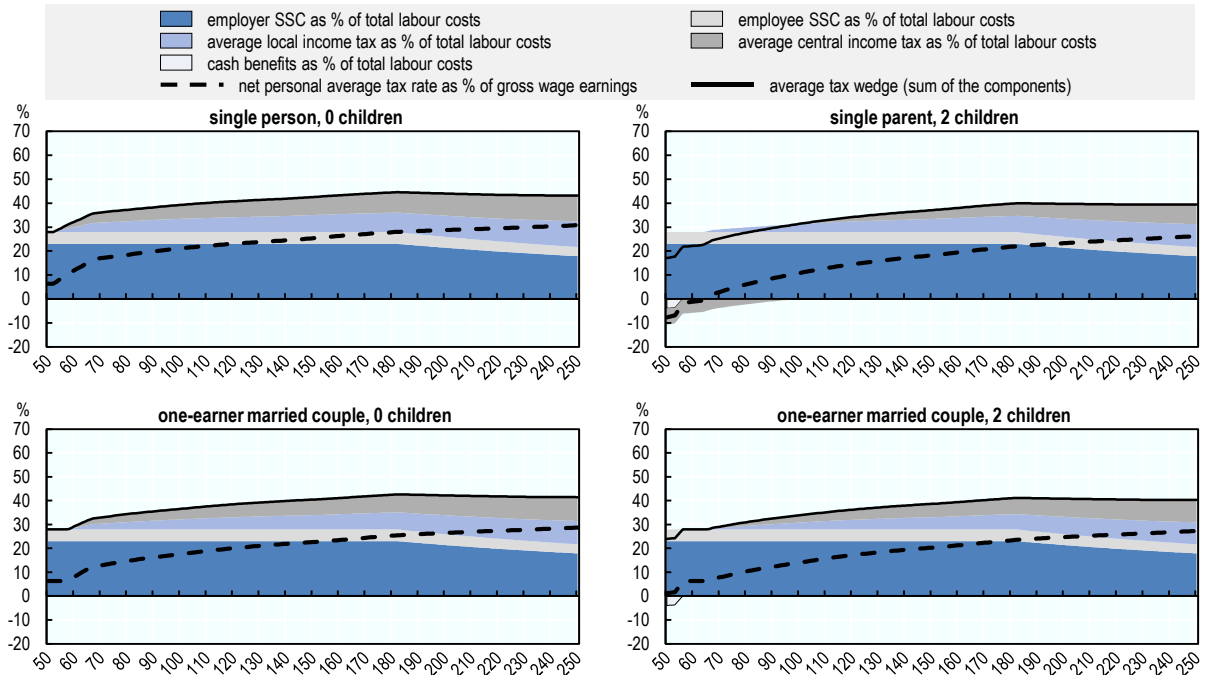 employer SSC as % of total labour costs
employee SSC as % of total labour costs
average local income tax as % of total labour costs
average central income tax as % of total labour costs
cash benefits as % of total labour costs
net personal average tax rate as % of gross wage earnings
average tax wedge (sum of the components)
%
single person, 0 children
70
60
50
40
30
20
10
0
-10
-20
50 60 70 80 90 100 110 120 130 140 150 160 170 180 190 200 210 220 230 240 250
%
single parent, 2 children
70
60
50
40
30
20
10
0
-10
-20
50 60 70 80 90 100 110 120 130 140 150 160 170 180 190 200 210 220 230 240 250
%
one-earner married couple, 0 children
70
60
50
40
30
20
10
0
-10
-20
50 60 70 80 90 100 110 120 130 140 150 160 170 180 190 200 210 220 230 240 250
%
one-earner married couple, 2 children
70
60
50
40
30
20
10
0
-10
-20
50 60 70 80 90 100 110 120 130 140 150 160 170 180 190 200 210 220 230 240 250